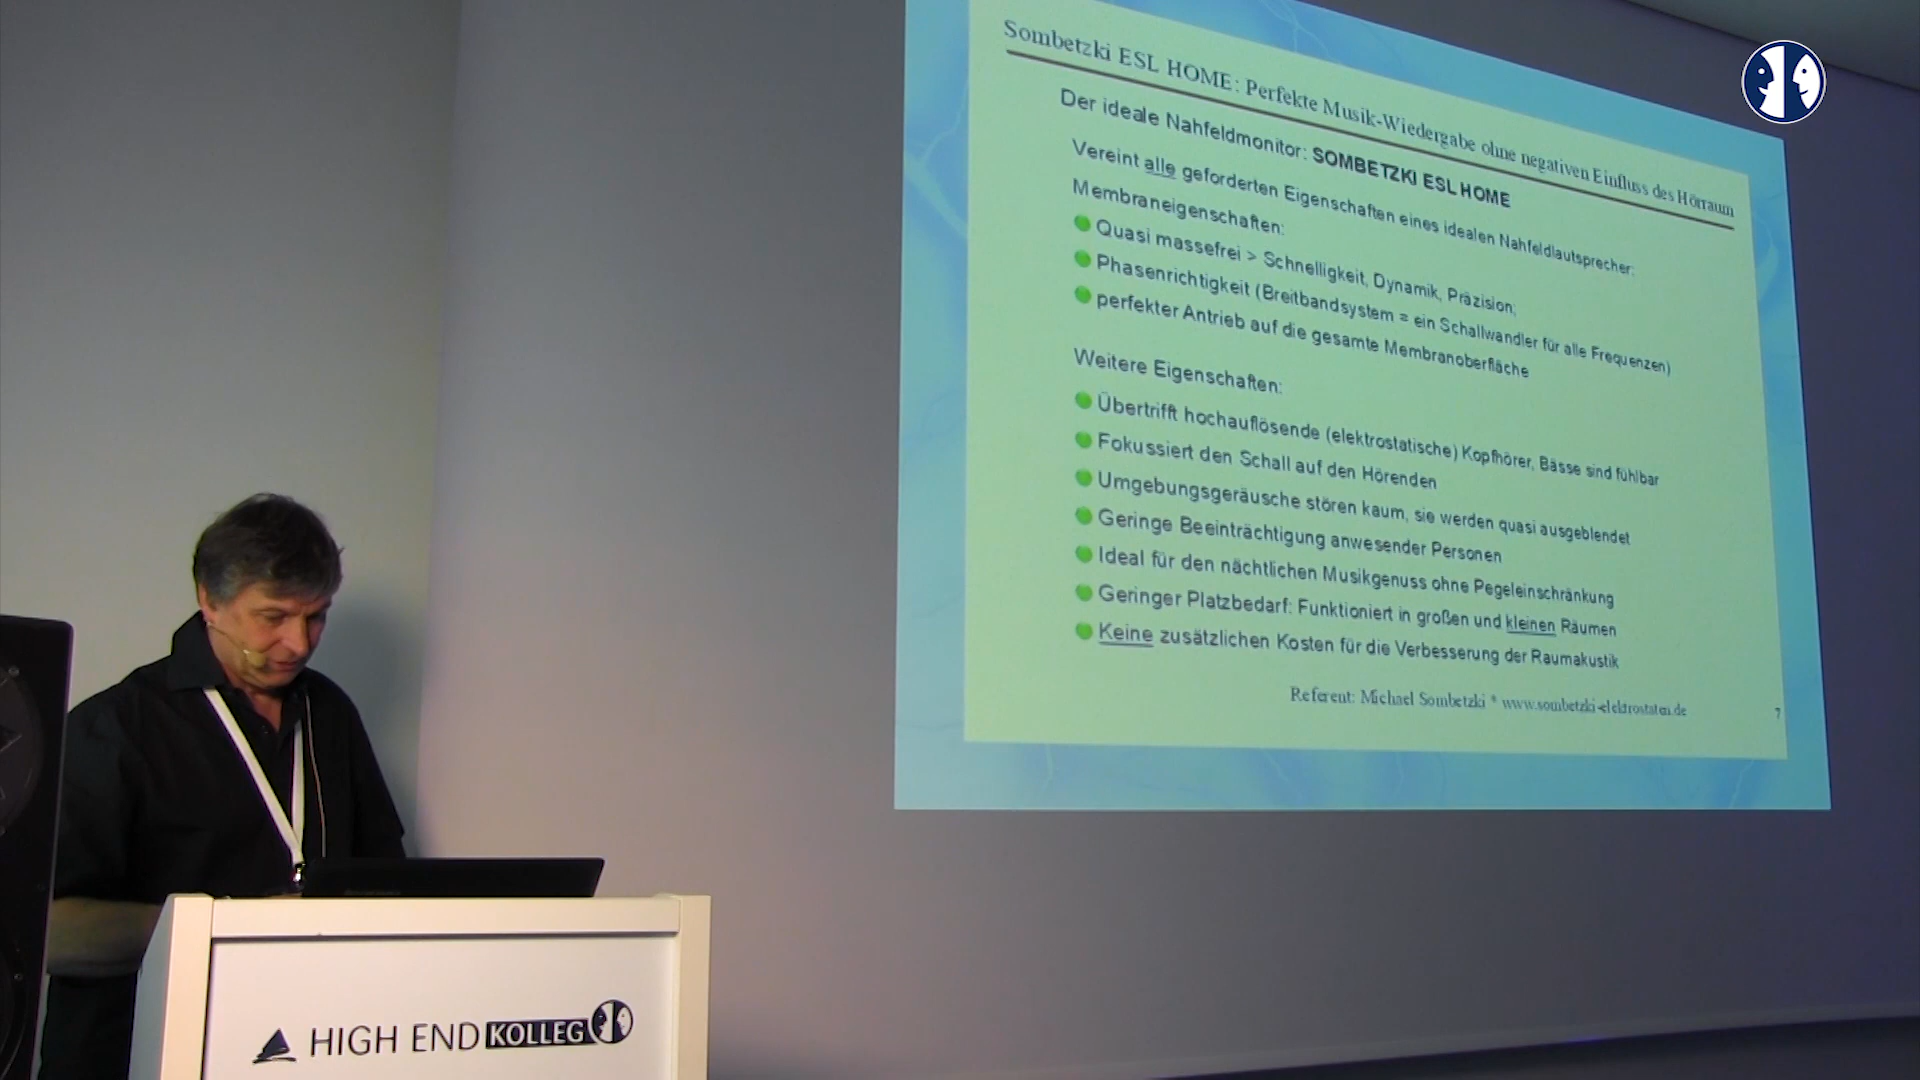 Sombetzki ESL HOME: Perfekte Musik-Wiedergabe ohne negativen Einfluss des Hörraum
Der ideale Nahfeldmonitor: SOMBETZKI ESL HOME
Vereint alle geforderten Eigenschaften eines idealen Nahfeldlautsprecher:
Membraneigenschaften:
Quasi massefrei > Schnelligkeit, Dynamik, Präzision;
Phasenrichtigkeit (Breitbandsystem = ein Schallwandler für alle Frequenzen)
perfekter Antrieb auf die gesamte Membranoberfläche
Weitere Eigenschaften:
Übertrifft hochauflösende (elektrostatische) Kopfhörer, Bässe sind fühlbar
Fokussiert den Schall auf den Hörenden
Umgebungsgeräusche stören kaum, sie werden quasi ausgeblendet
Geringe Beeinträchtigung anwesender Personen
Ideal für den nächtlichen Musikgenuss ohne Pegeleinschränkung
Geringer Platzbedarf: Funktioniert in großen und kleinen Räumen
Keine zusätzlichen Kosten für die Verbesserung der Raumakustik
Referent: Michael Sombetzki * www.sombetzki-elektrostaten.de
7
HIGH END KOLLEG